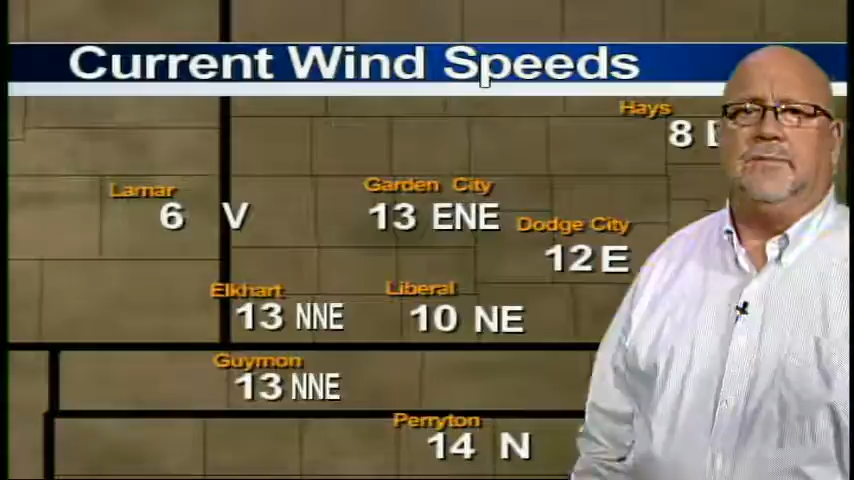 Current Wind Speeds
Hays
8
Lamar
6 V
Garden City
13 ENE
Dodge City
12 E
Elkhart
13 NNE
Liberal
10 NE
Guymon
13 NNE
Perryton
14 N